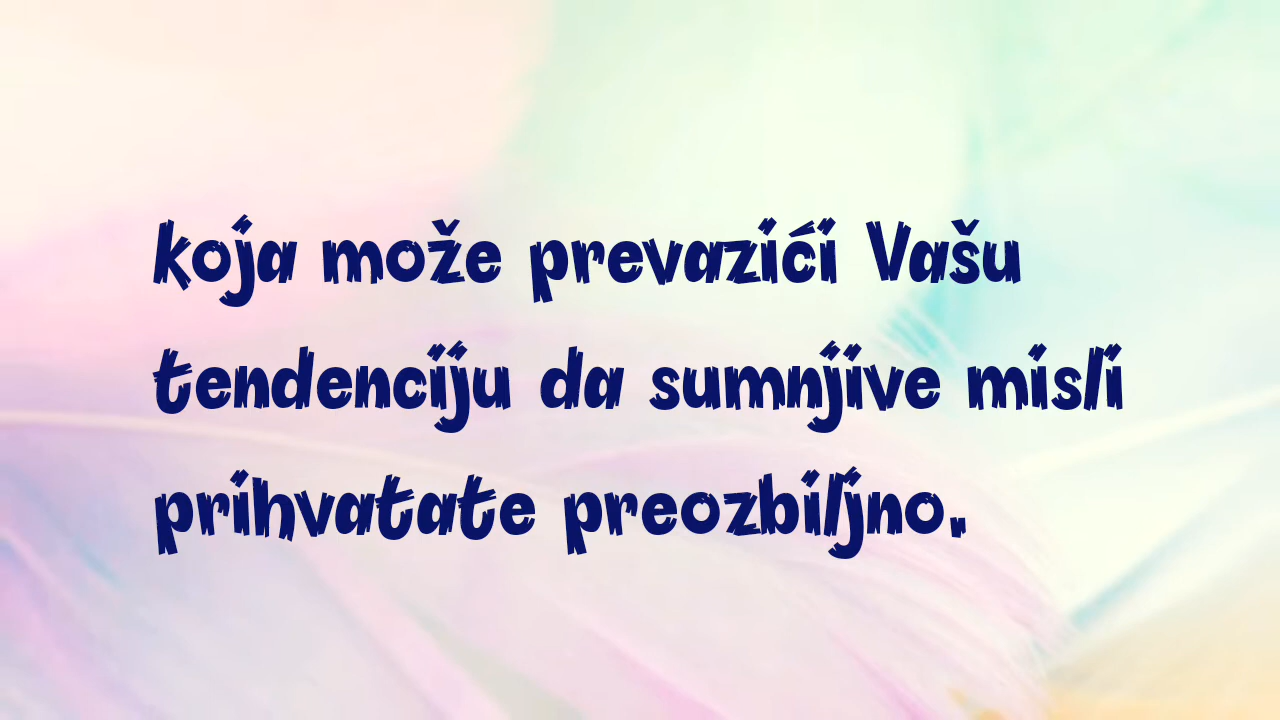 koja može prevazići Vašu
tendenciju da sumnjive misli
prihvatate preozbiljno.